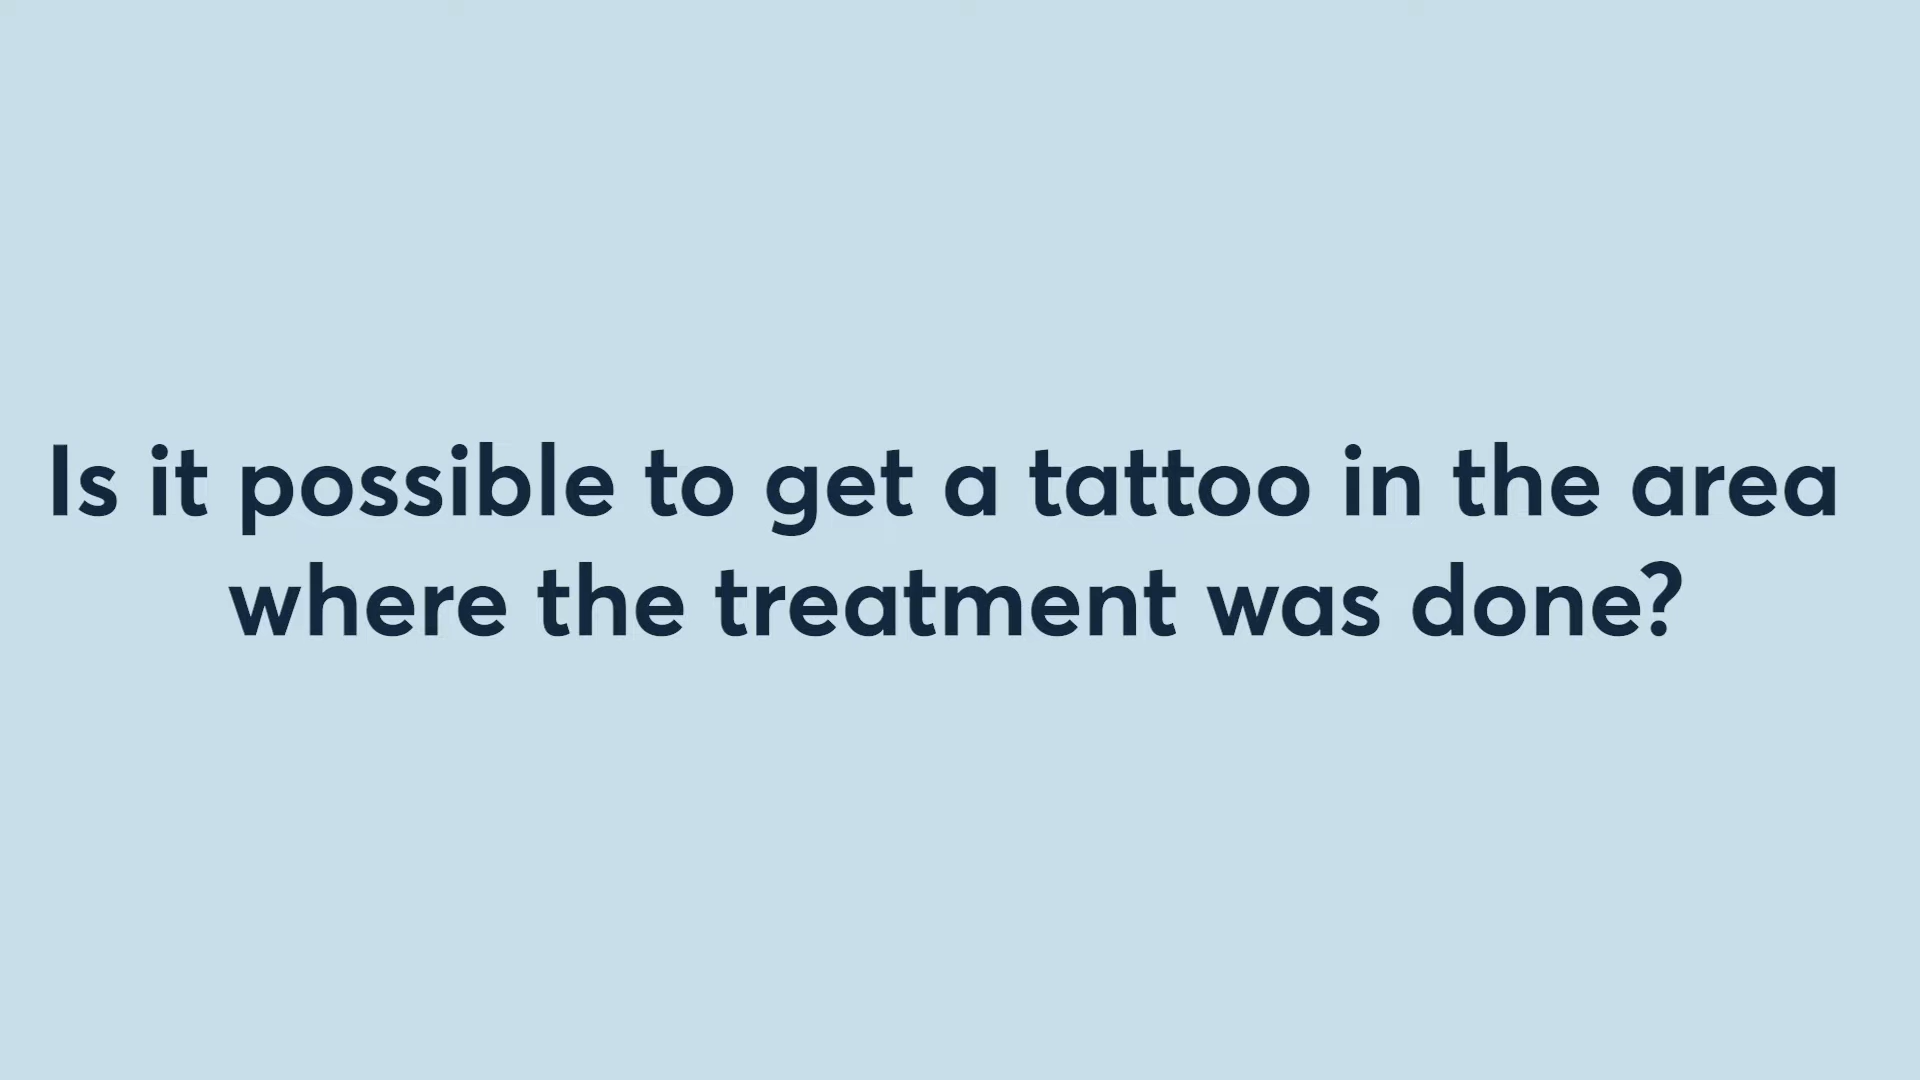 Is it possible to get a tattoo in the area
where the treatment was done?